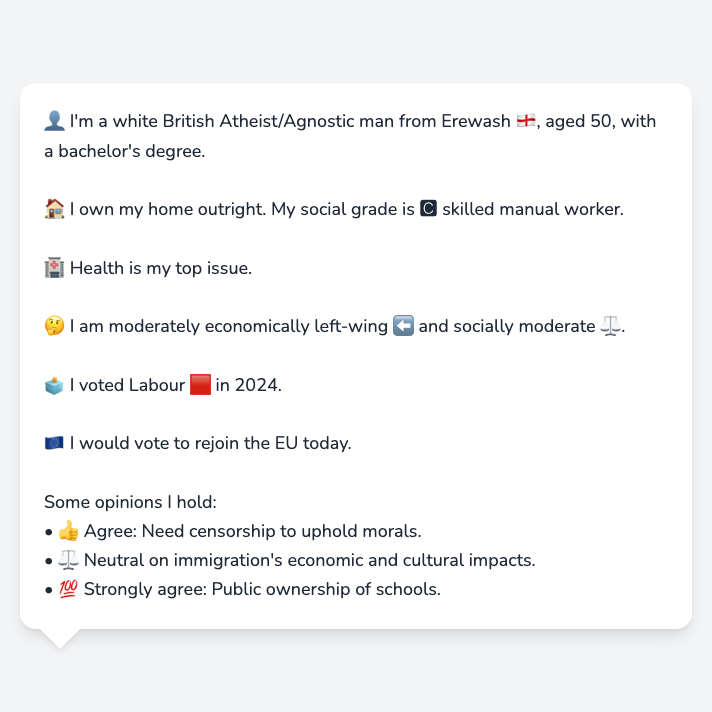 👤 I'm a white British Atheist/Agnostic man from Erewash 🏴󠁧󠁢󠁥󠁮󠁧󠁿, aged 50, with
a bachelor's degree.
🏠 I own my home outright. My social grade is 🅲 skilled manual worker.
🏥 Health is my top issue.
🤔 I am moderately economically left-wing ⬅️ and socially moderate ⚖️.
🗳️ I voted Labour 🟥 in 2024.
🇪🇺 I would vote to rejoin the EU today.
Some opinions I hold:
• 👍 Agree: Need censorship to uphold morals.
• ⚖️ Neutral on immigration's economic and cultural impacts.
• 💯 Strongly agree: Public ownership of schools.